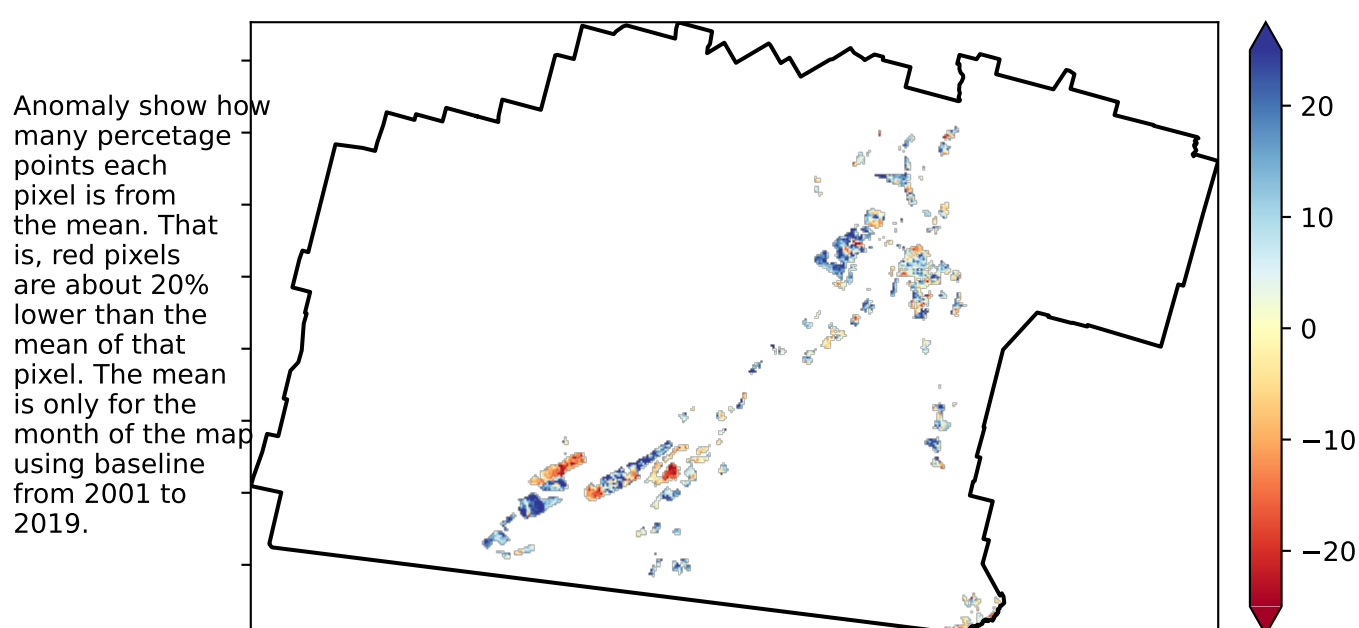 Anomaly show how
many percetage
points each
pixel is from
the mean. That
is, red pixels
are about 20%
lower than the
mean of that
pixel. The mean
is only for the
month of the map
using baseline
from 2001 to
2019.
20
10
0
−10
−20